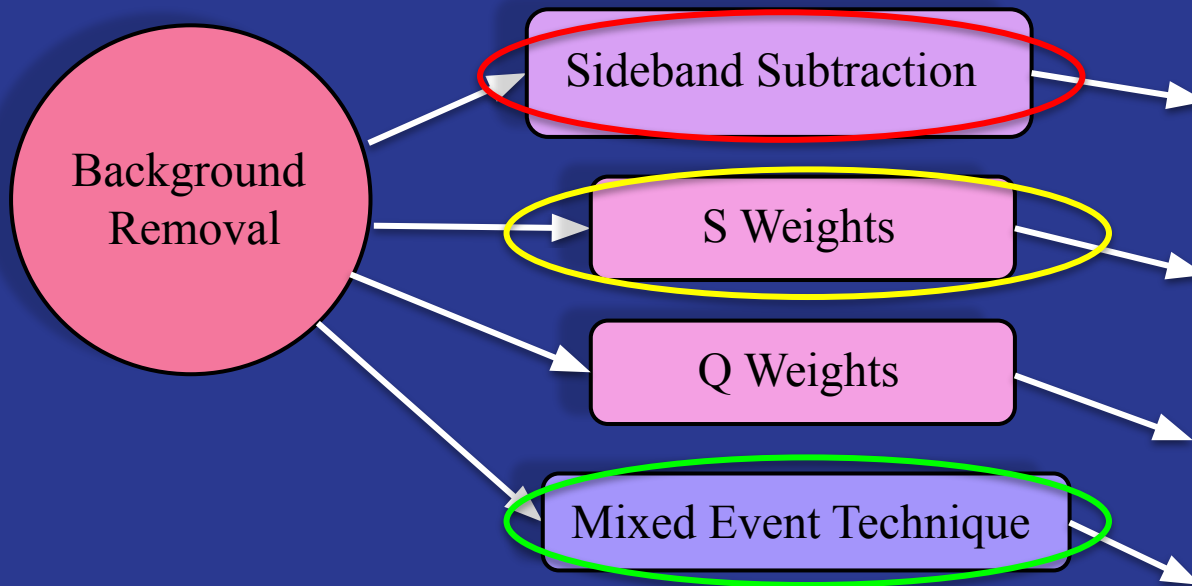 Background
Removal
Sideband Subtraction
S Weights
Q Weights
Mixed Event Technique